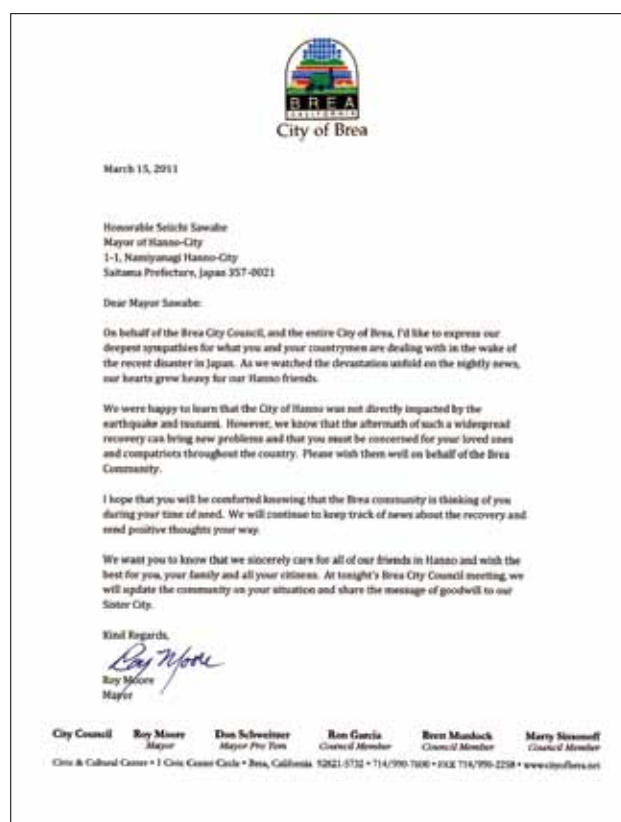 BREA
CALIFORNIA
City of Brea
March 15, 2011
Honorable Seiichi Sawabe
Mayor of Hanno-City
1-1, Namiyanagi Hanno-City
Saitama Prefecture, Japan 357-0021
Dear Mayor Sawabe:
On behalf of the Brea City Council, and the entire City of Brea, I'd like to express our
deepest sympathies for what you and your countrymen are dealing with in the wake of
the recent disaster in Japan. As we watched the devastation unfold on the nightly news,
our hearts grew heavy for our Hanno friends.
We were happy to learn that the City of Hanno was not directly impacted by the
earthquake and tsunami. However, we know that the aftermath of such a widespread
recovery can bring new problems and that you must be concerned for your loved ones
and compatriots throughout the country. Please wish them well on behalf of the Brea
Community.
I hope that you will be comforted knowing that the Brea community is thinking of you
during your time of need. We will continue to keep track of news about the recovery and
send positive thoughts your way.
We want you to know that we sincerely care for all of our friends in Hanno and wish the
best for you, your family and all your citizens. At tonight's Brea City Council meeting, we
will update the community on your situation and share the message of goodwill to our
Sister City.
Kind Regards,
Roy Moore
Roy Moore
Mayor
City Council Roy Moore Don Schweitzer Ron Garcia Brett Murdock Marty Simonoff
Mayor Mayor Pro Tem Council Member Council Member Council Member
Civic & Cultural Center • 1 Civic Center Circle • Brea, California 92821-5732 • 714/990-7600 • FAX 714/990-2258 • www.cityofbrea.net